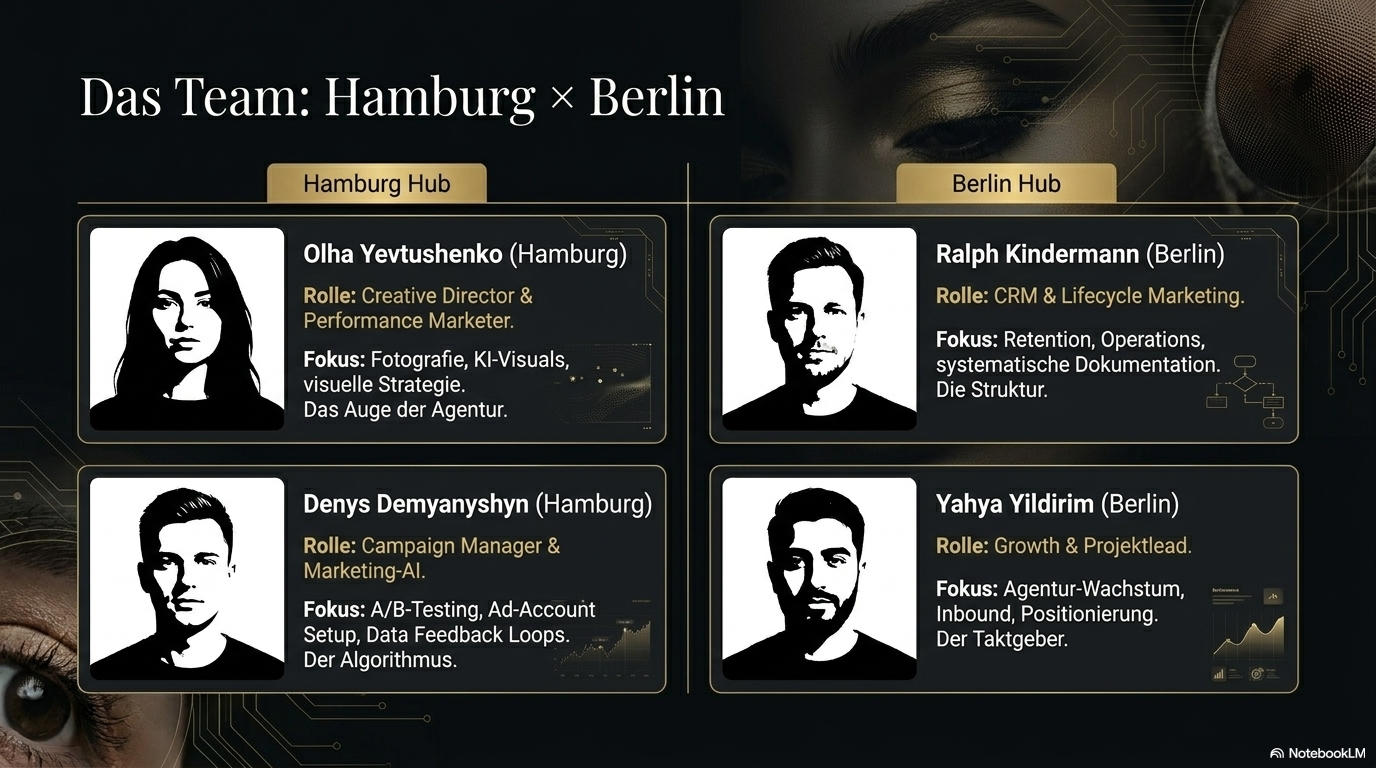 Das Team: Hamburg × Berlin
Hamburg Hub
Olha Yevtushenko (Hamburg)
Rolle: Creative Director &
Performance Marketer.
Fokus: Fotografie, KI-Visuals,
visuelle Strategie.
Das Auge der Agentur.
Denys Demyanyshyn (Hamburg)
Rolle: Campaign Manager &
Marketing-AI.
Fokus: A/B-Testing, Ad-Account
Setup, Data Feedback Loops.
Der Algorithmus.
Berlin Hub
Ralph Kindermann (Berlin)
Rolle: CRM & Lifecycle Marketing.
Fokus: Retention, Operations,
systematische Dokumentation.
Die Struktur.
Yahya Yildirim (Berlin)
Rolle: Growth & Projektlead.
Fokus: Agentur-Wachstum,
Inbound, Positionierung.
Der Taktgeber.
NotebookLM